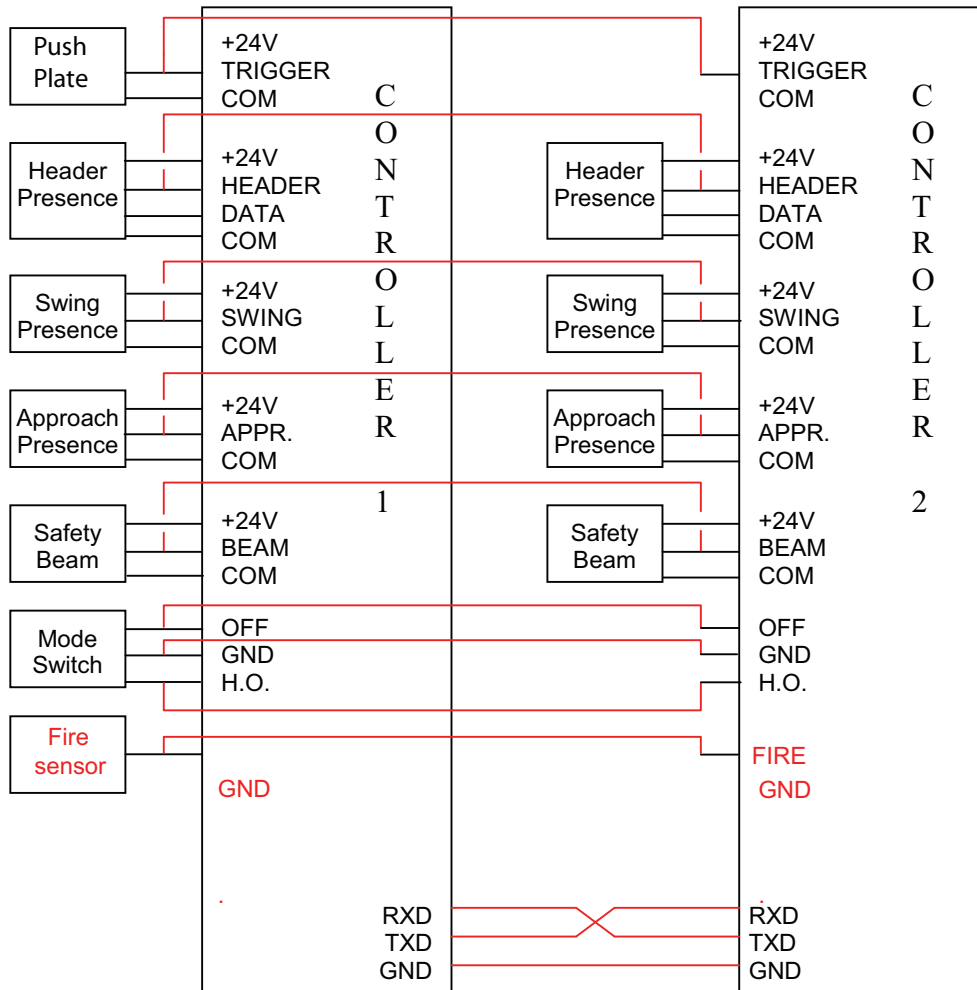 Push
Plate
+24V
TRIGGER
COM
Header
Presence
+24V
HEADER
DATA
COM
Swing
Presence
+24V
SWING
COM
Approach
Presence
+24V
APPR.
COM
Safety
Beam
+24V
BEAM
COM
Mode
Switch
OFF
GND
H.O.
Fire
sensor
GND
.
C
O
N
T
R
O
L
L
E
R
1
RXD
TXD
GND
+24V
TRIGGER
COM
Header
Presence
+24V
HEADER
DATA
COM
Swing
Presence
+24V
SWING
COM
Approach
Presence
+24V
APPR.
COM
Safety
Beam
+24V
BEAM
COM
OFF
GND
H.O.
FIRE
GND
.
RXD
TXD
GND
C
O
N
T
R
O
L
L
E
R
2